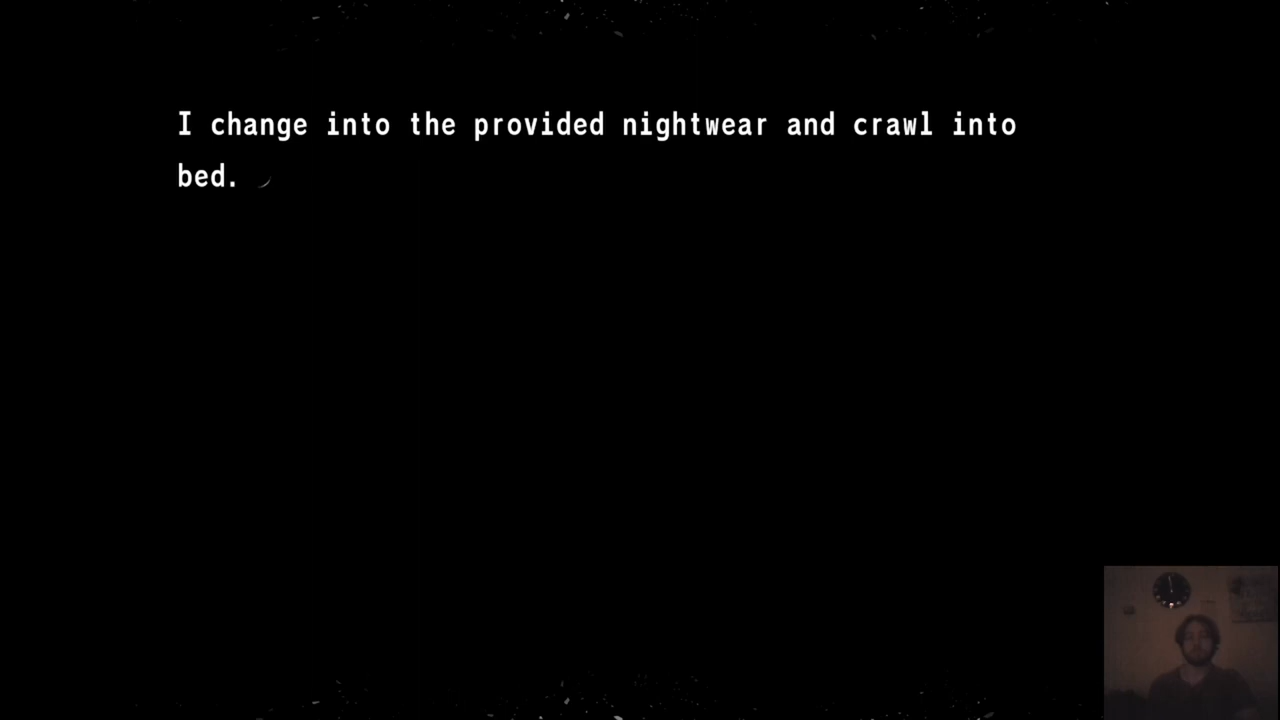 I change into the provided nightwear and crawl into
bed.